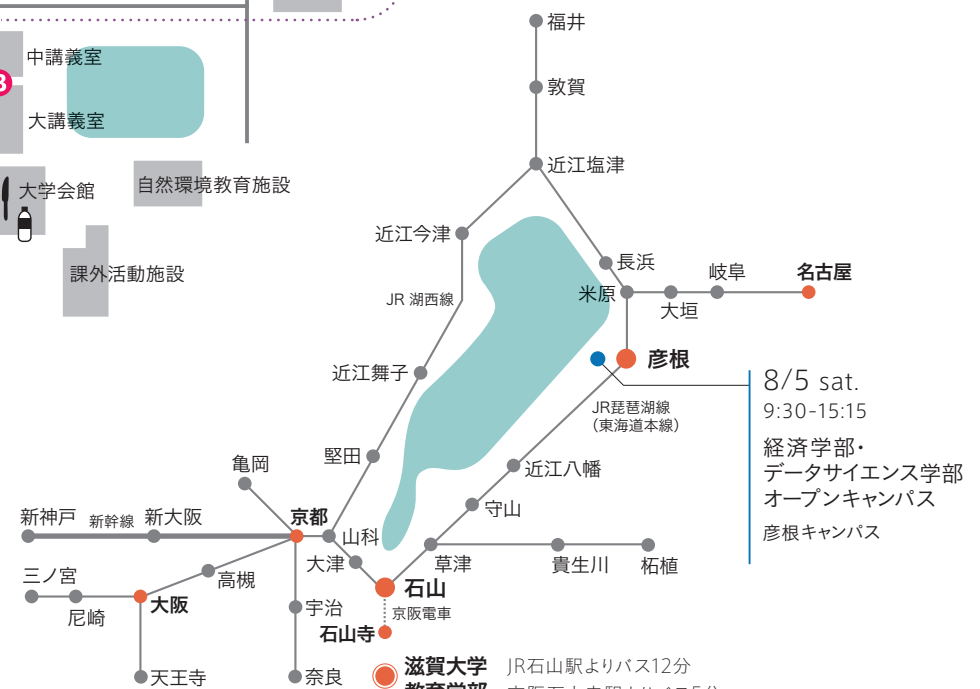 中講義室
3
大講義室
大学会館
自然環境教育施設
課外活動施設
福井
敦賀
近江塩津
近江今津
長浜
米原
大垣
岐阜
名古屋
JR 湖西線
彦根
近江舞子
JR琵琶湖線
(東海道本線)
8/5 sat.
9:30-15:15
経済学部・
データサイエンス学部
オープンキャンパス
彦根キャンパス
堅田
近江八幡
亀岡
守山
新神戸
新幹線
新大阪
京都
山科
大津
草津
貴生川
柘植
三ノ宮
尼崎
大阪
高槻
石山
京阪電車
宇治
石山寺
天王寺
奈良
滋賀大学
教育学部
JR石山駅よりバス12分